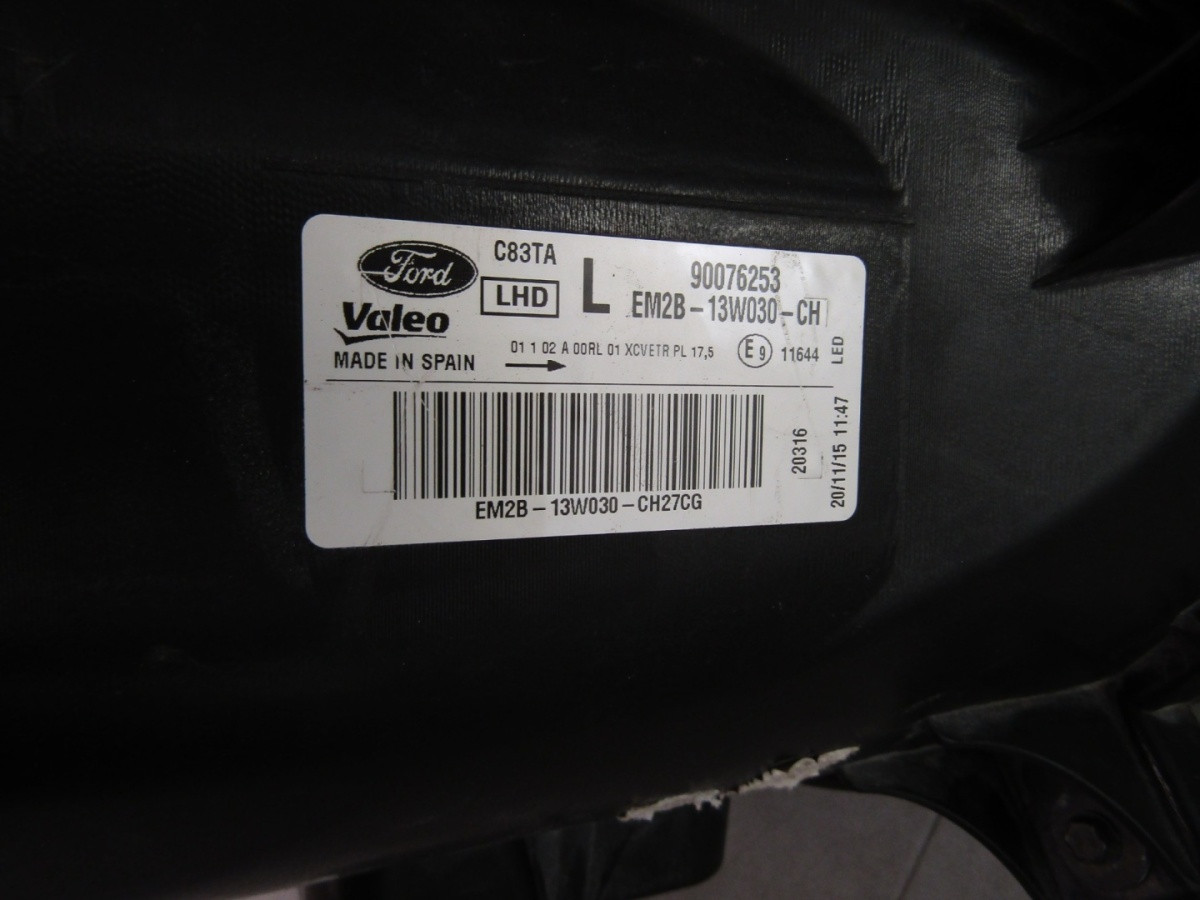 Ford
C83TA
LHD
L
90076253
EM2B-13W030-CH
Valeo
MADE IN SPAIN
01 1 02 A 00RL 01 XCVETR PL 17,5
E9
11644
LED
20316
20/11/15 11:47
EM2B-13W030-CH27CG